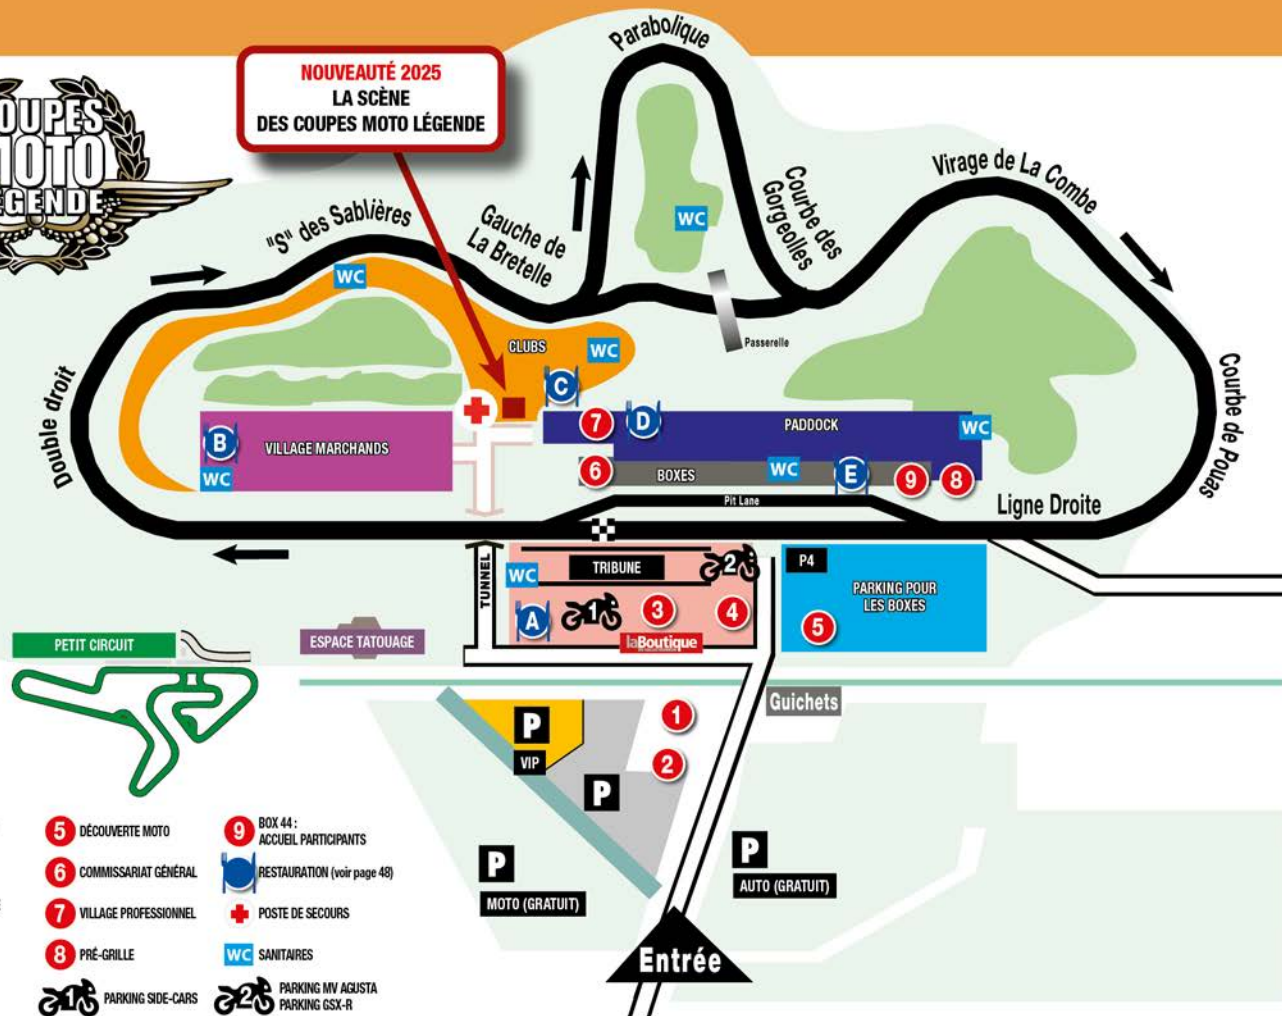 NOUVEAUTÉ 2025
LA SCÈNE
DES COUPES MOTO LÉGENDE
Parabolique
MOTO
"S" des Sablières
Gauche de
La Bretelle
Courbe des
Gorgeolles
Virage de La Combe
Courbe de Pouas
Double droit
Ligne Droite
WC
WC
WC
CLUBS
Passerelle
C
B
VILLAGE MARCHANDS
WC
7
D
PADDOCK
WC
6
BOXES
WC
E
9
8
Pit Lane
TUNNEL
WC
TRIBUNE
2
A
1
3
4
laBoutique
P4
PARKING POUR
LES BOXES
5
PETIT CIRCUIT
ESPACE TATOUAGE
Guichets
P
VIP
1
2
P
P
MOTO (GRATUIT)
P
AUTO (GRATUIT)
Entrée
5 DÉCOUVERTE MOTO
6 COMMISSARIAT GÉNÉRAL
7 VILLAGE PROFESSIONNEL
8 PRÉ-GRILLE
1 PARKING SIDE-CARS
9 BOX 44 :
ACCUEIL PARTICIPANTS
RESTAURATION (voir page 48)
POSTE DE SECOURS
WC SANITAIRES
2 PARKING MV AGUSTA
PARKING GSX-R